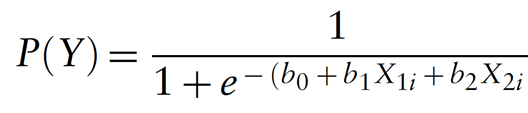 P(Y) = 1 / 1 + e^-(b₀ + b₁X₁ᵢ + b₂X₂ᵢ